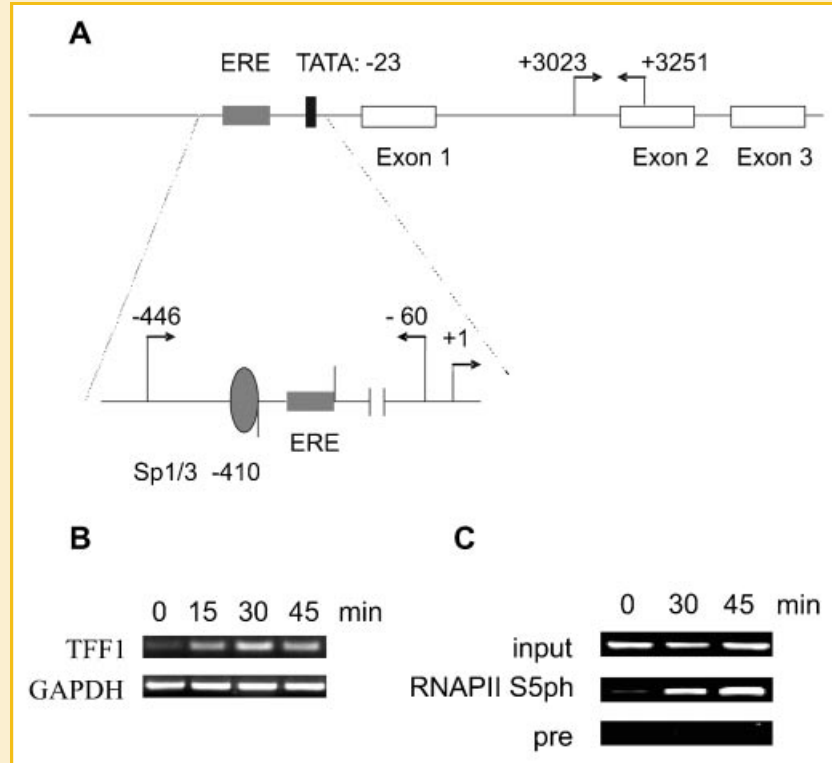 A
ERE TATA: -23 +3023 +3251
Exon 1 Exon 2 Exon 3
-446 - 60 +1
ERE
Sp1/3 -410
B
0 15 30 45 min
TFF1
GAPDH
C
0 30 45 min
input
RNAPII S5ph
pre